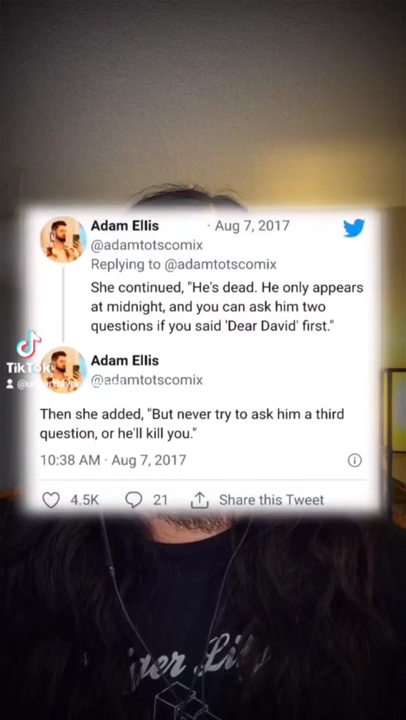 Adam Ellis · Aug 7, 2017
@adamtotscomix
Replying to @adamtotscomix
She continued, "He's dead. He only appears
at midnight, and you can ask him two
questions if you said 'Dear David' first."
TikTok
Adam Ellis
@adamtotscomix
Then she added, "But never try to ask him a third
question, or he'll kill you."
10:38 AM · Aug 7, 2017
4.5K 21 Share this Tweet